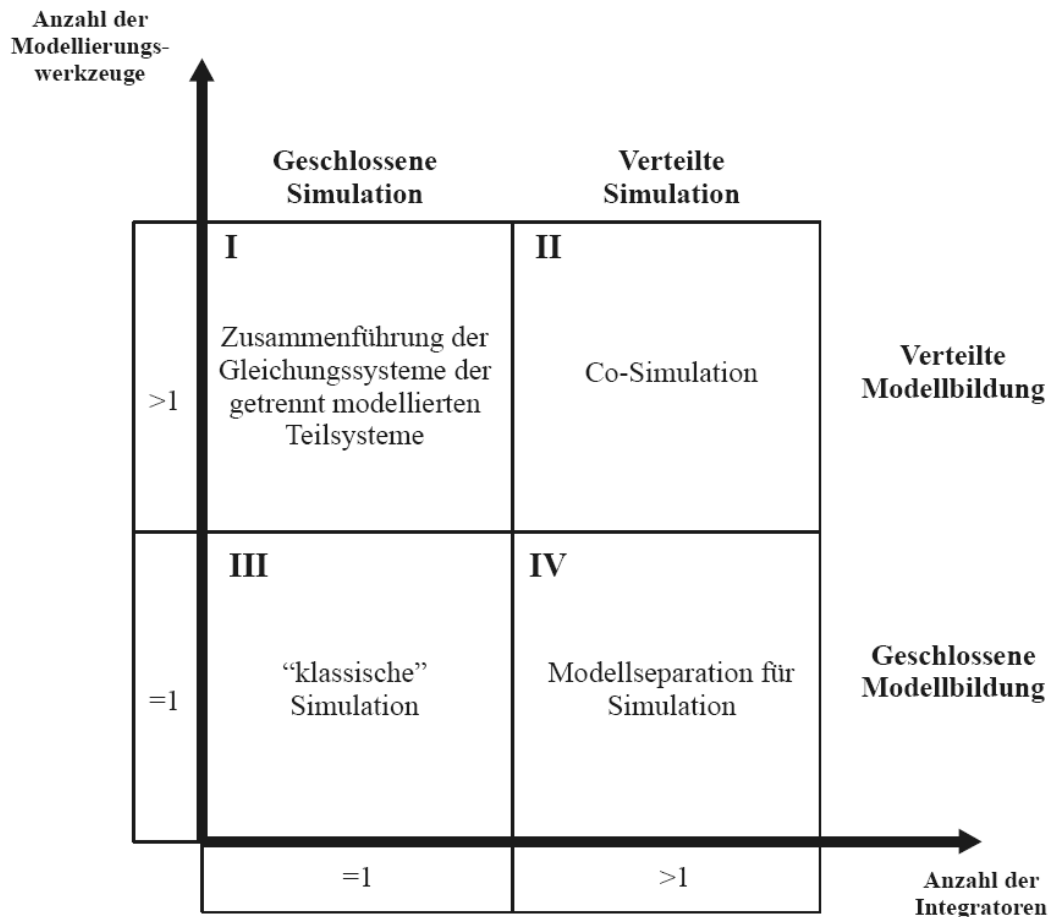 Anzahl der
Modellierungs-
werkzeuge
Geschlossene
Simulation
Verteilte
Simulation
I
II
Zusammenführung der
Gleichungssysteme der
getrennt modellierten
Teilsysteme
Co-Simulation
>1
Verteilte
Modellbildung
III
IV
“klassische”
Simulation
Modellseparation für
Simulation
=1
Geschlossene
Modellbildung
=1
>1
Anzahl der
Integratoren